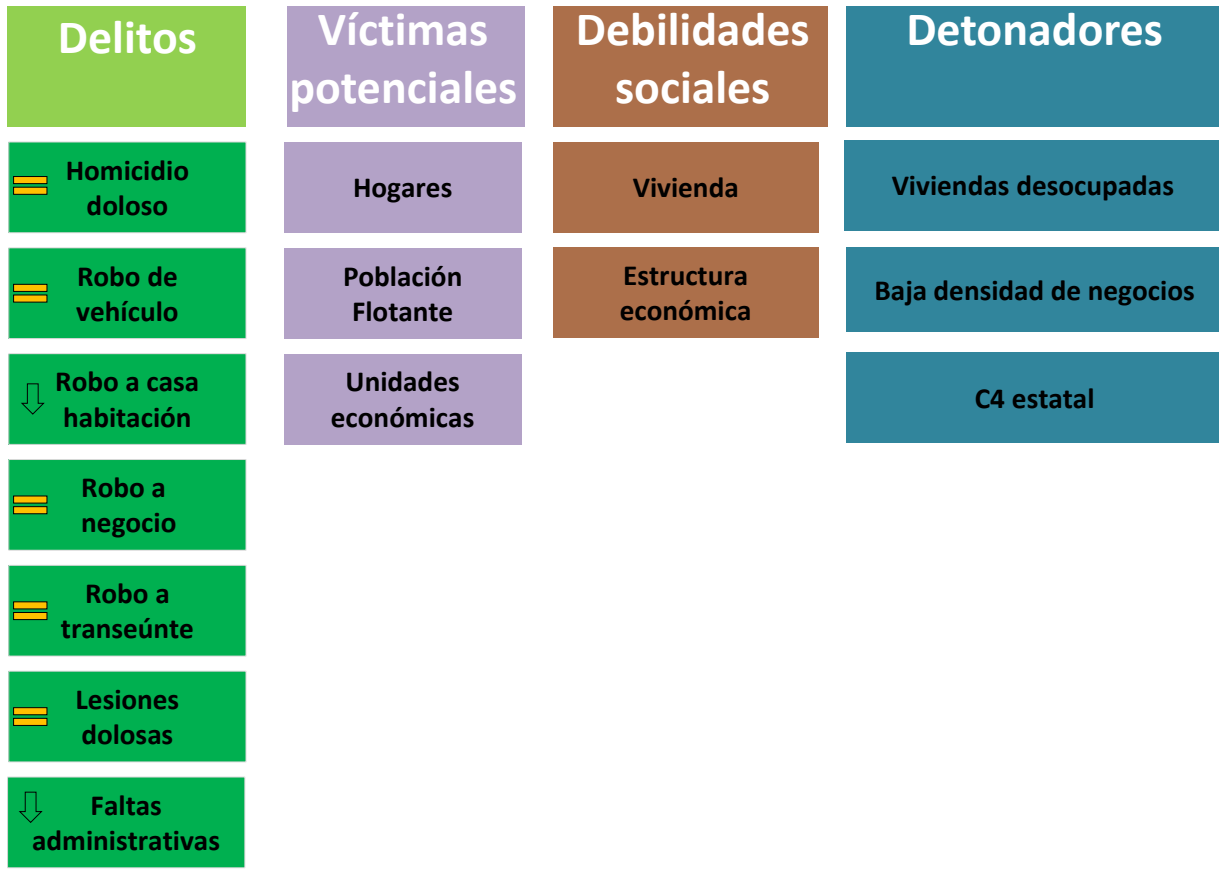 Delitos
Víctimas
potenciales
Debilidades
sociales
Detonadores
Homicidio
doloso
Hogares
Vivienda
Viviendas desocupadas
Robo de
vehículo
Población
Flotante
Estructura
económica
Baja densidad de negocios
Robo a casa
habitación
Unidades
económicas
C4 estatal
Robo a
negocio
Robo a
transeúnte
Lesiones
dolosas
Faltas
administrativas